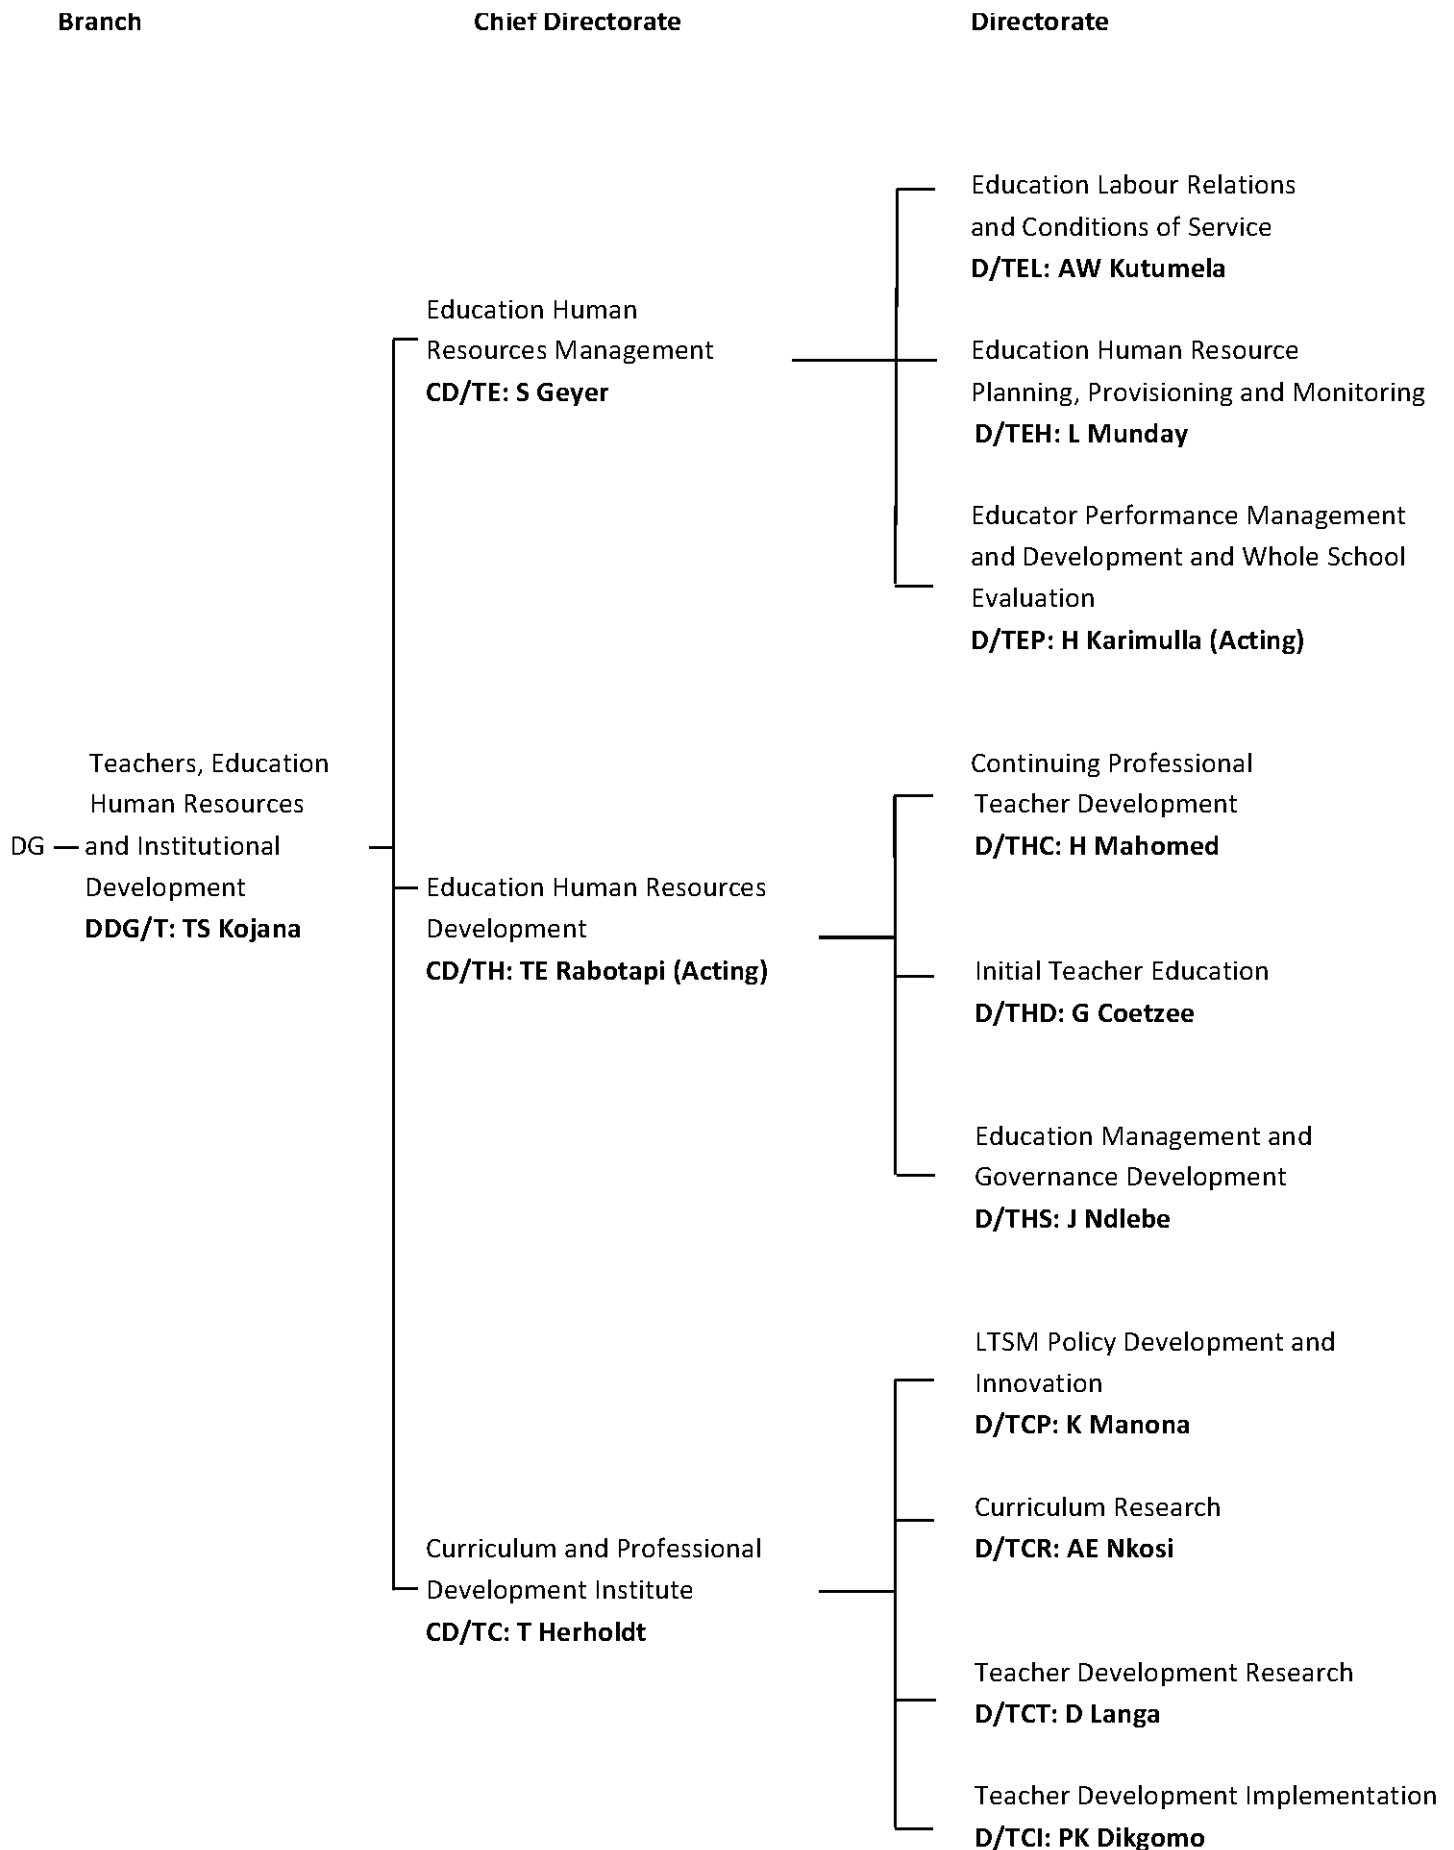 Branch
Chief Directorate
Directorate
Education Labour Relations
and Conditions of Service
D/TEL: AW Kutumela
Education Human
Resources Management
CD/TE: S Geyer
Education Human Resource
Planning, Provisioning and Monitoring
D/TEH: L Munday
Educator Performance Management
and Development and Whole School
Evaluation
D/TEP: H Karimulla (Acting)
DG
Teachers, Education
Human Resources
and Institutional
Development
DDG/T: TS Kojana
Continuing Professional
Teacher Development
D/THC: H Mahomed
Education Human Resources
Development
CD/TH: TE Rabotapi (Acting)
Initial Teacher Education
D/THD: G Coetzee
Education Management and
Governance Development
D/THS: J Ndlebe
LTSM Policy Development and
Innovation
D/TCP: K Manona
Curriculum Research
D/TCR: AE Nkosi
Curriculum and Professional
Development Institute
CD/TC: T Herholdt
Teacher Development Research
D/TCT: D Langa
Teacher Development Implementation
D/TCI: PK Dikgomo